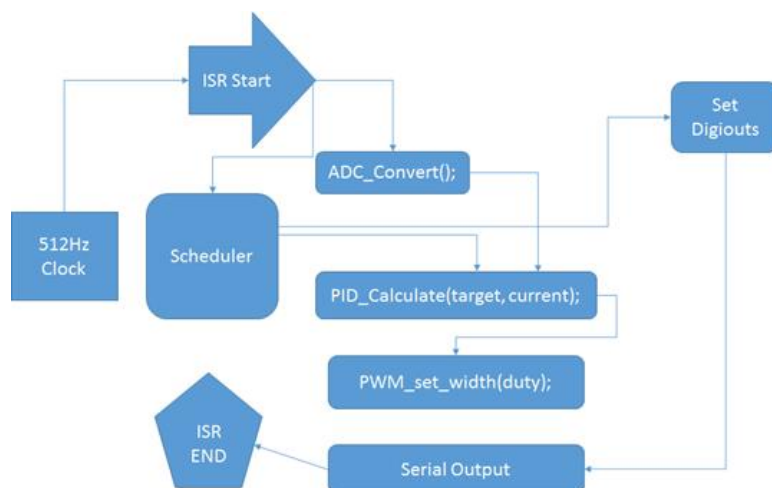 ISR Start
Set
Digiouts
ADC_Convert();
512Hz
Clock
Scheduler
PID_Calculate(target, current);
PWM_set_width(duty);
ISR
END
Serial Output